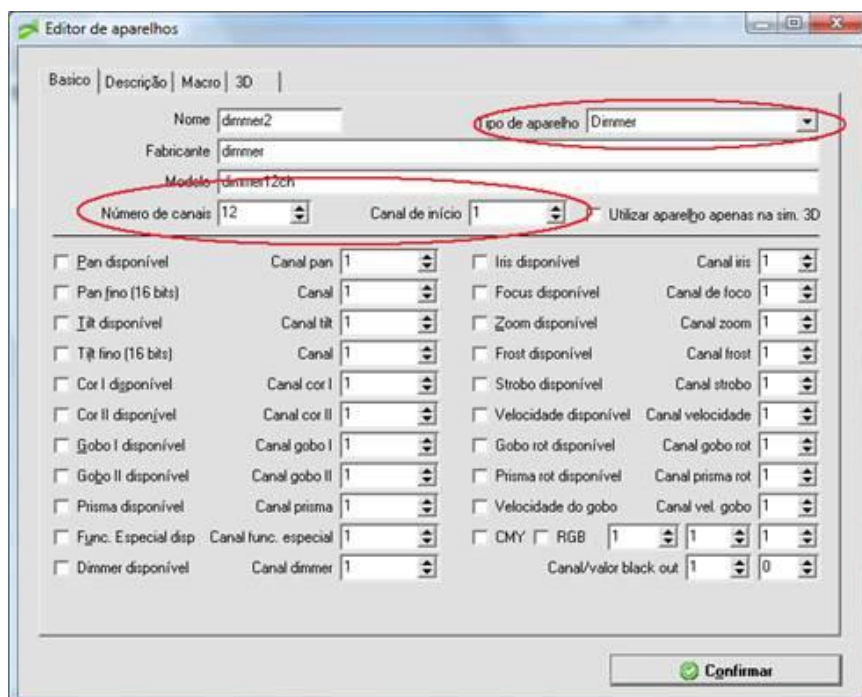 Editor de aparelhos
Basico Descrição Macro 3D
Nome dimmer2 Tipo de aparelho Dimmer
Fabricante dimmer
Modelo dimmer12ch
Número de canais 12 Canal de início 1 Utilizar aparelho apenas na sim. 3D
Pan disponível Canal pan 1 Iris disponível Canal iris 1
Pan fino (16 bits) Canal 1 Focus disponível Canal de foco 1
Tilt disponível Canal tilt 1 Zoom disponível Canal zoom 1
Tilt fino (16 bits) Canal 1 Frost disponível Canal frost 1
Cor I disponível Canal cor I 1 Strobo disponível Canal strobo 1
Cor II disponível Canal cor II 1 Velocidade disponível Canal velocidade 1
Gobo I disponível Canal gobo I 1 Gobo rot disponível Canal gobo rot 1
Gobo II disponível Canal gobo II 1 Prisma rot disponível Canal prisma rot 1
Prisma disponível Canal prisma 1 Velocidade do gobo Canal vel. gobo 1
Func. Especial disp Canal func. especial 1 CMY RGB 1 1 1
Dimmer disponível Canal dimmer 1 Canal/valor black out 1 0
Confirmar